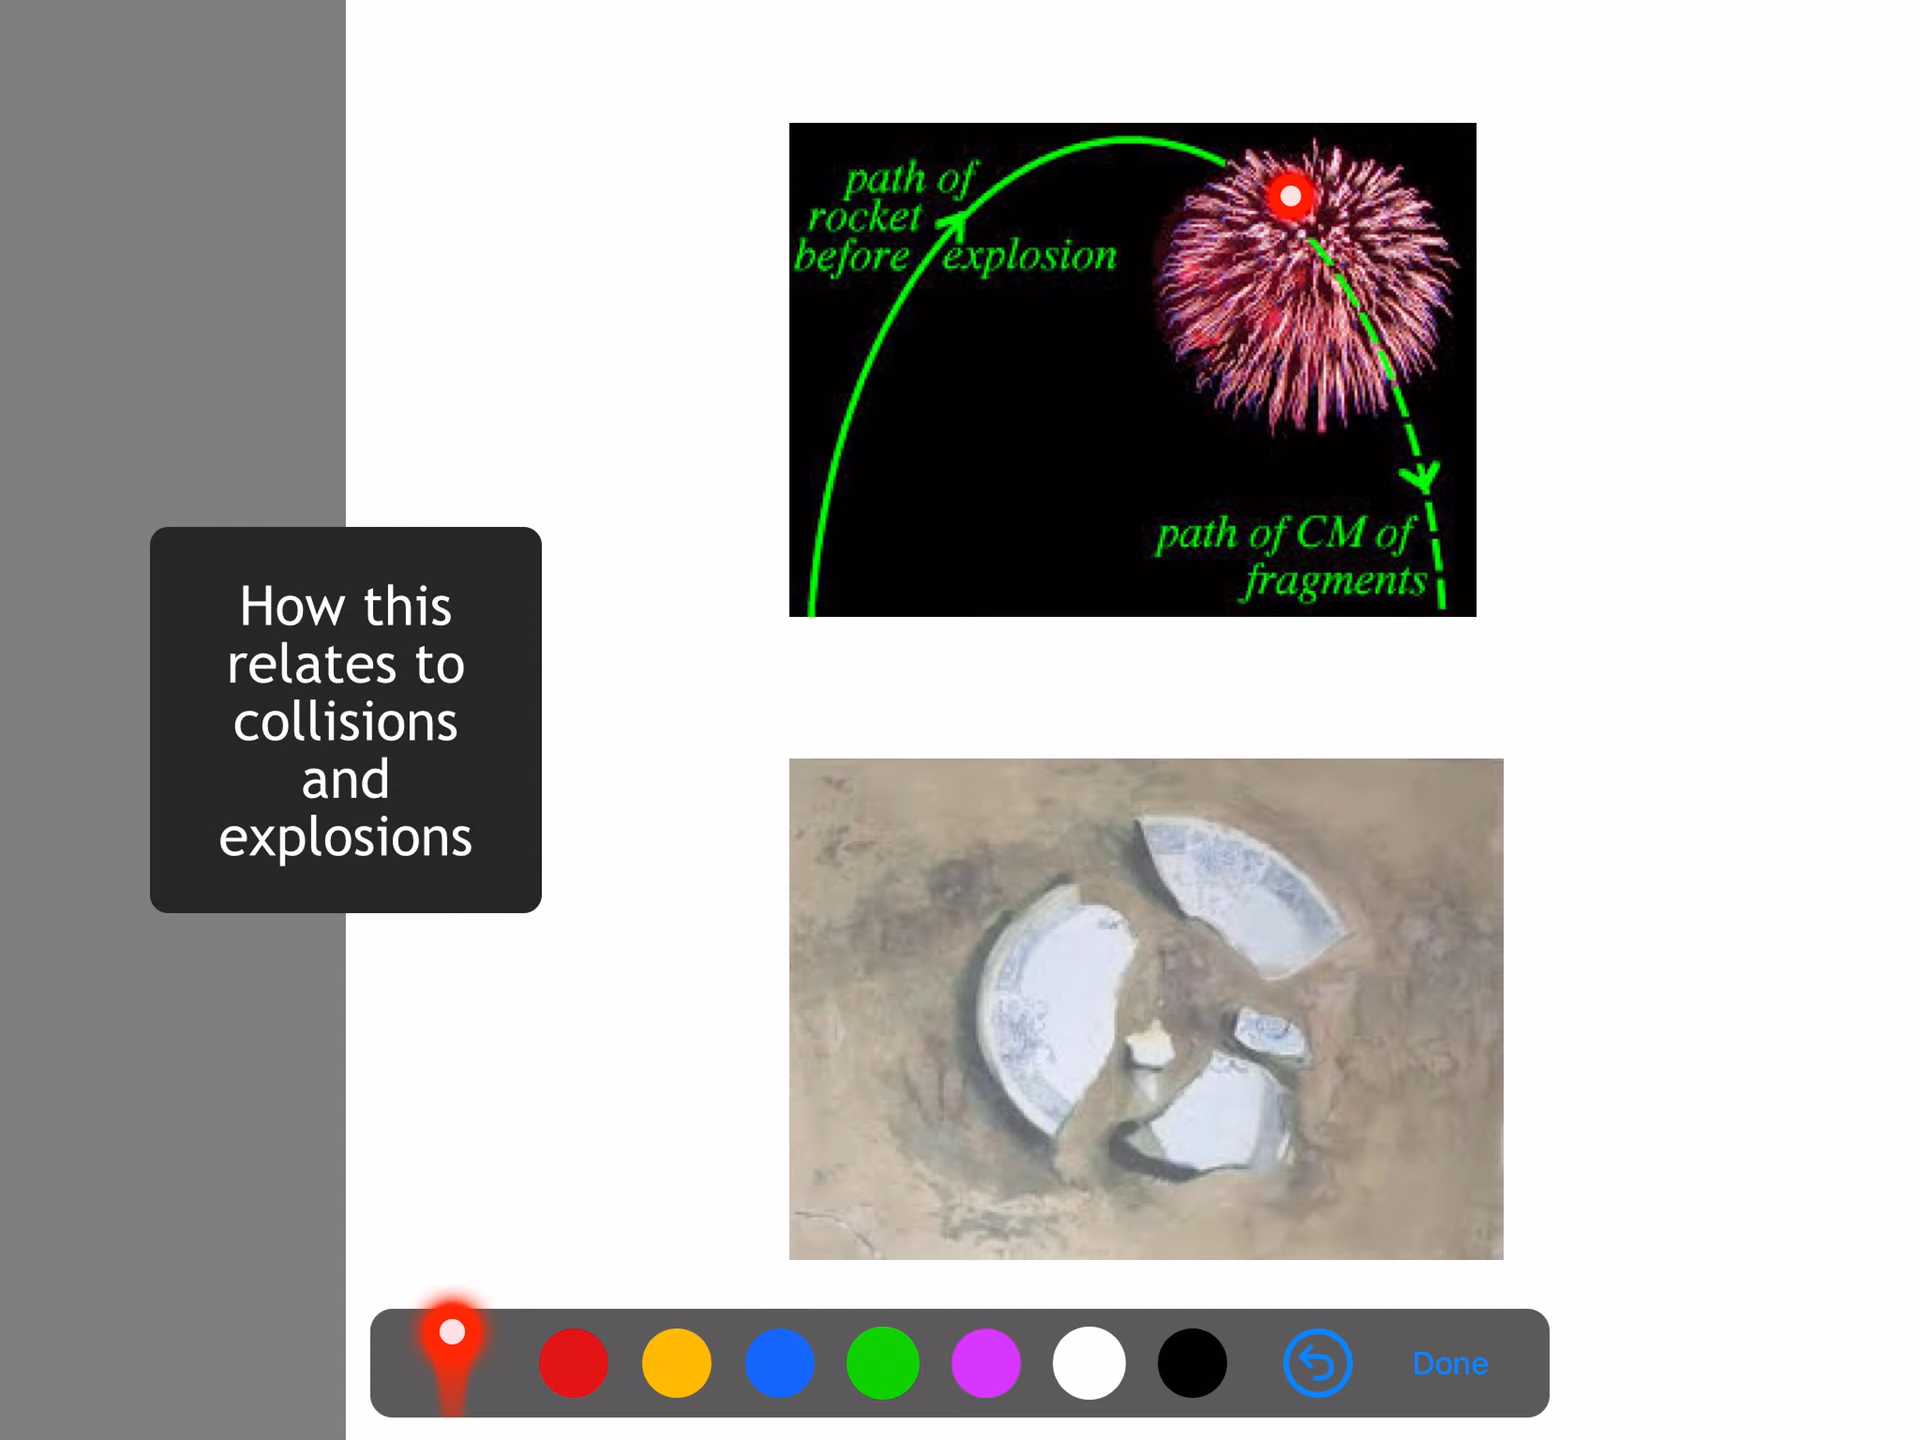 How this
relates to
collisions
and
explosions
path of
rocket
before explosion
path of CM of
fragments
Done